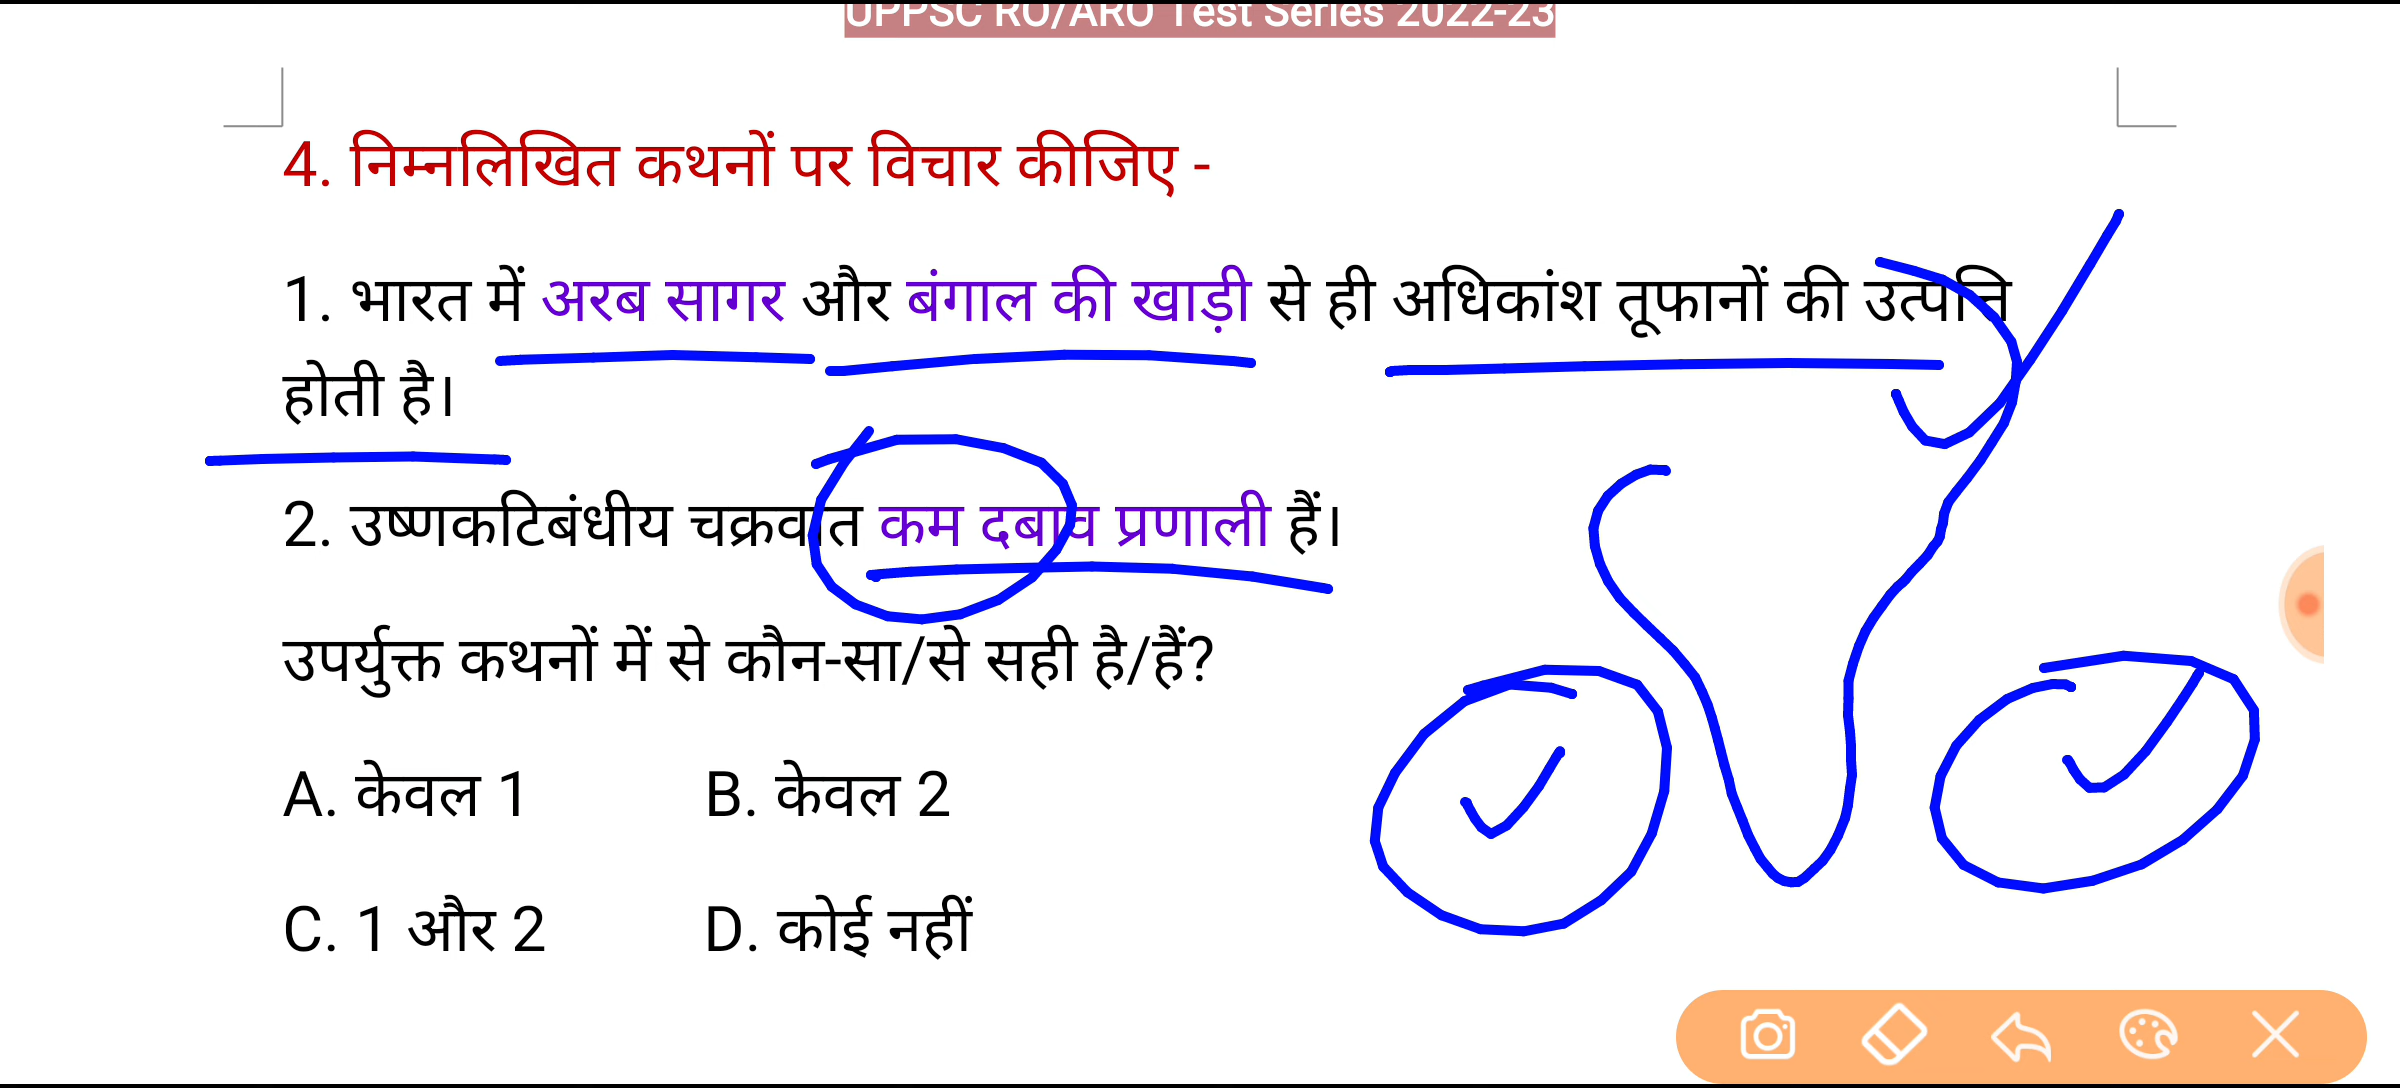 UPPSC RO/ARO Test Series 2022-23
4. निम्नलिखित कथनों पर विचार कीजिए -
1. भारत में अरब सागर और बंगाल की खाड़ी से ही अधिकांश तूफानों की उत्पत्ति
होती है।
2. उष्णकटिबंधीय चक्रवात कम दबाव प्रणाली हैं।
उपर्युक्त कथनों में से कौन-सा/से सही है/हैं?
A. केवल 1 B. केवल 2
C. 1 और 2 D. कोई नहीं